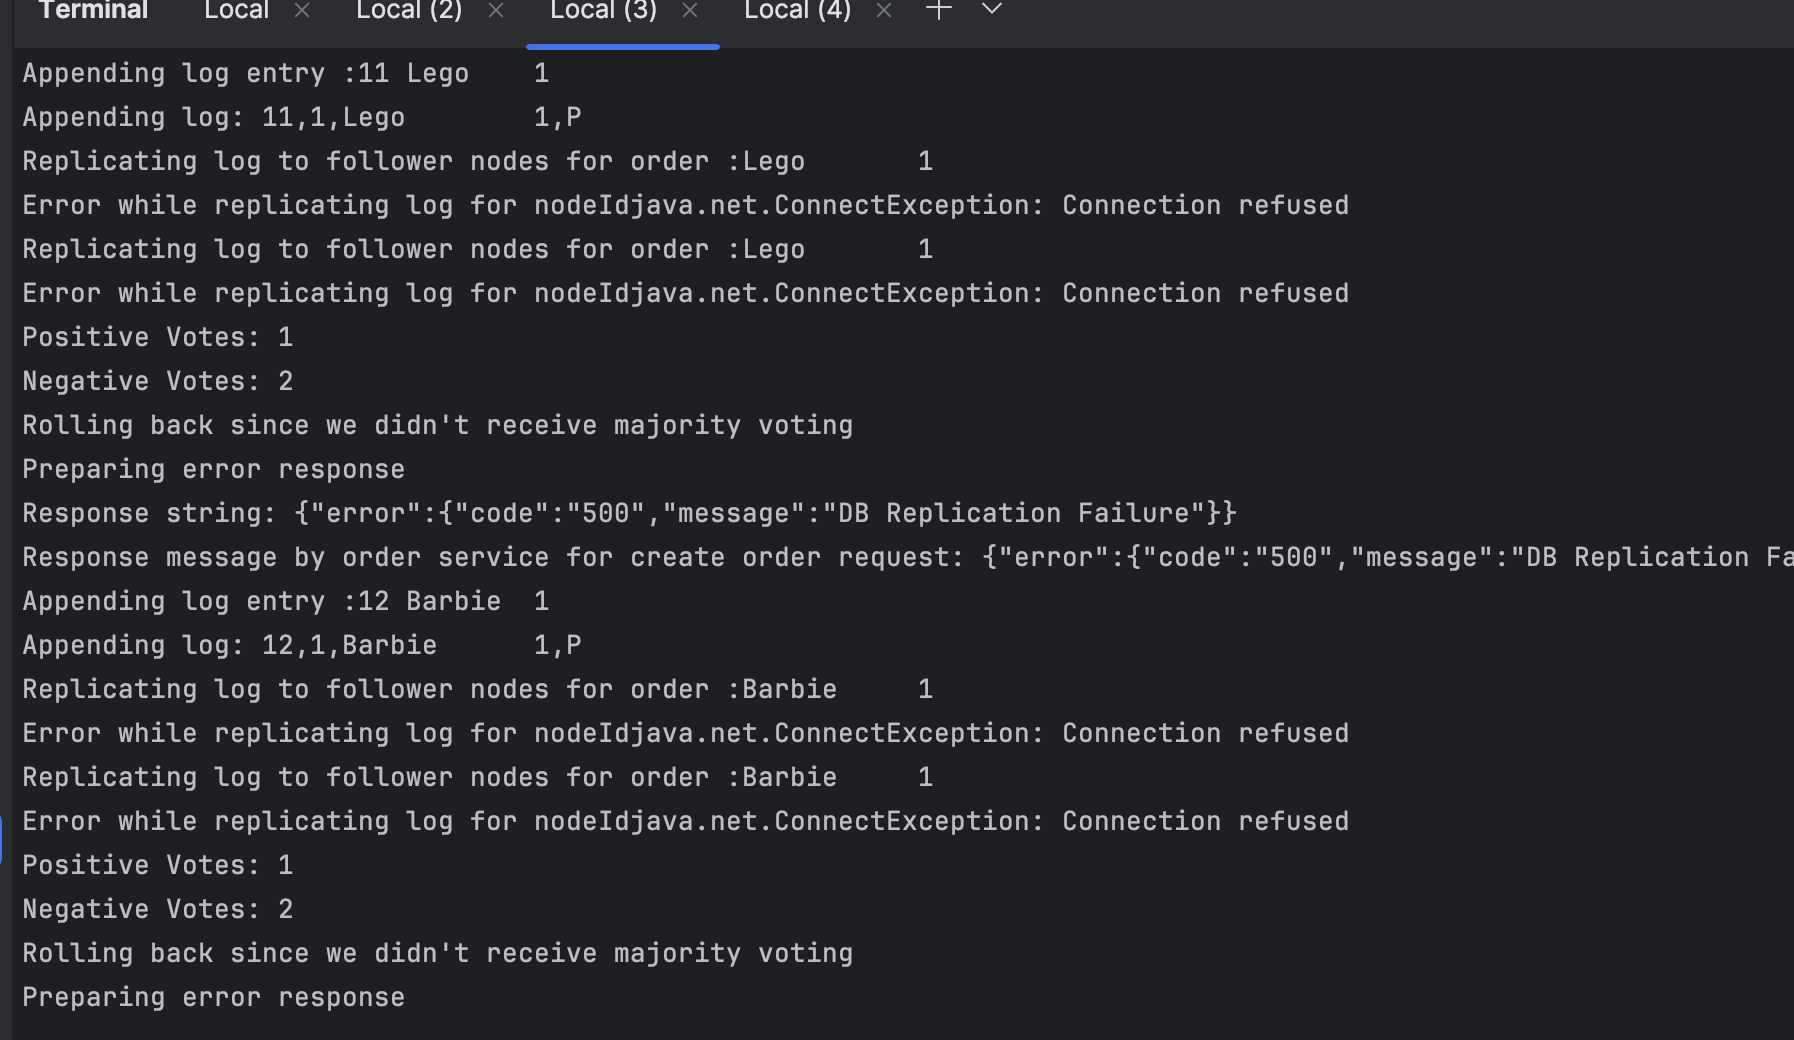 Terminal Local × Local (2) × Local (3) × Local (4) × +
Appending log entry :11 Lego    1
Appending log: 11,1,Lego        1,P
Replicating log to follower nodes for order :Lego       1
Error while replicating log for nodeIdjava.net.ConnectException: Connection refused
Replicating log to follower nodes for order :Lego       1
Error while replicating log for nodeIdjava.net.ConnectException: Connection refused
Positive Votes: 1
Negative Votes: 2
Rolling back since we didn't receive majority voting
Preparing error response
Response string: {"error":{"code":"500","message":"DB Replication Failure"}}
Response message by order service for create order request: {"error":{"code":"500","message":"DB Replication Fa
Appending log entry :12 Barbie  1
Appending log: 12,1,Barbie      1,P
Replicating log to follower nodes for order :Barbie     1
Error while replicating log for nodeIdjava.net.ConnectException: Connection refused
Replicating log to follower nodes for order :Barbie     1
Error while replicating log for nodeIdjava.net.ConnectException: Connection refused
Positive Votes: 1
Negative Votes: 2
Rolling back since we didn't receive majority voting
Preparing error response